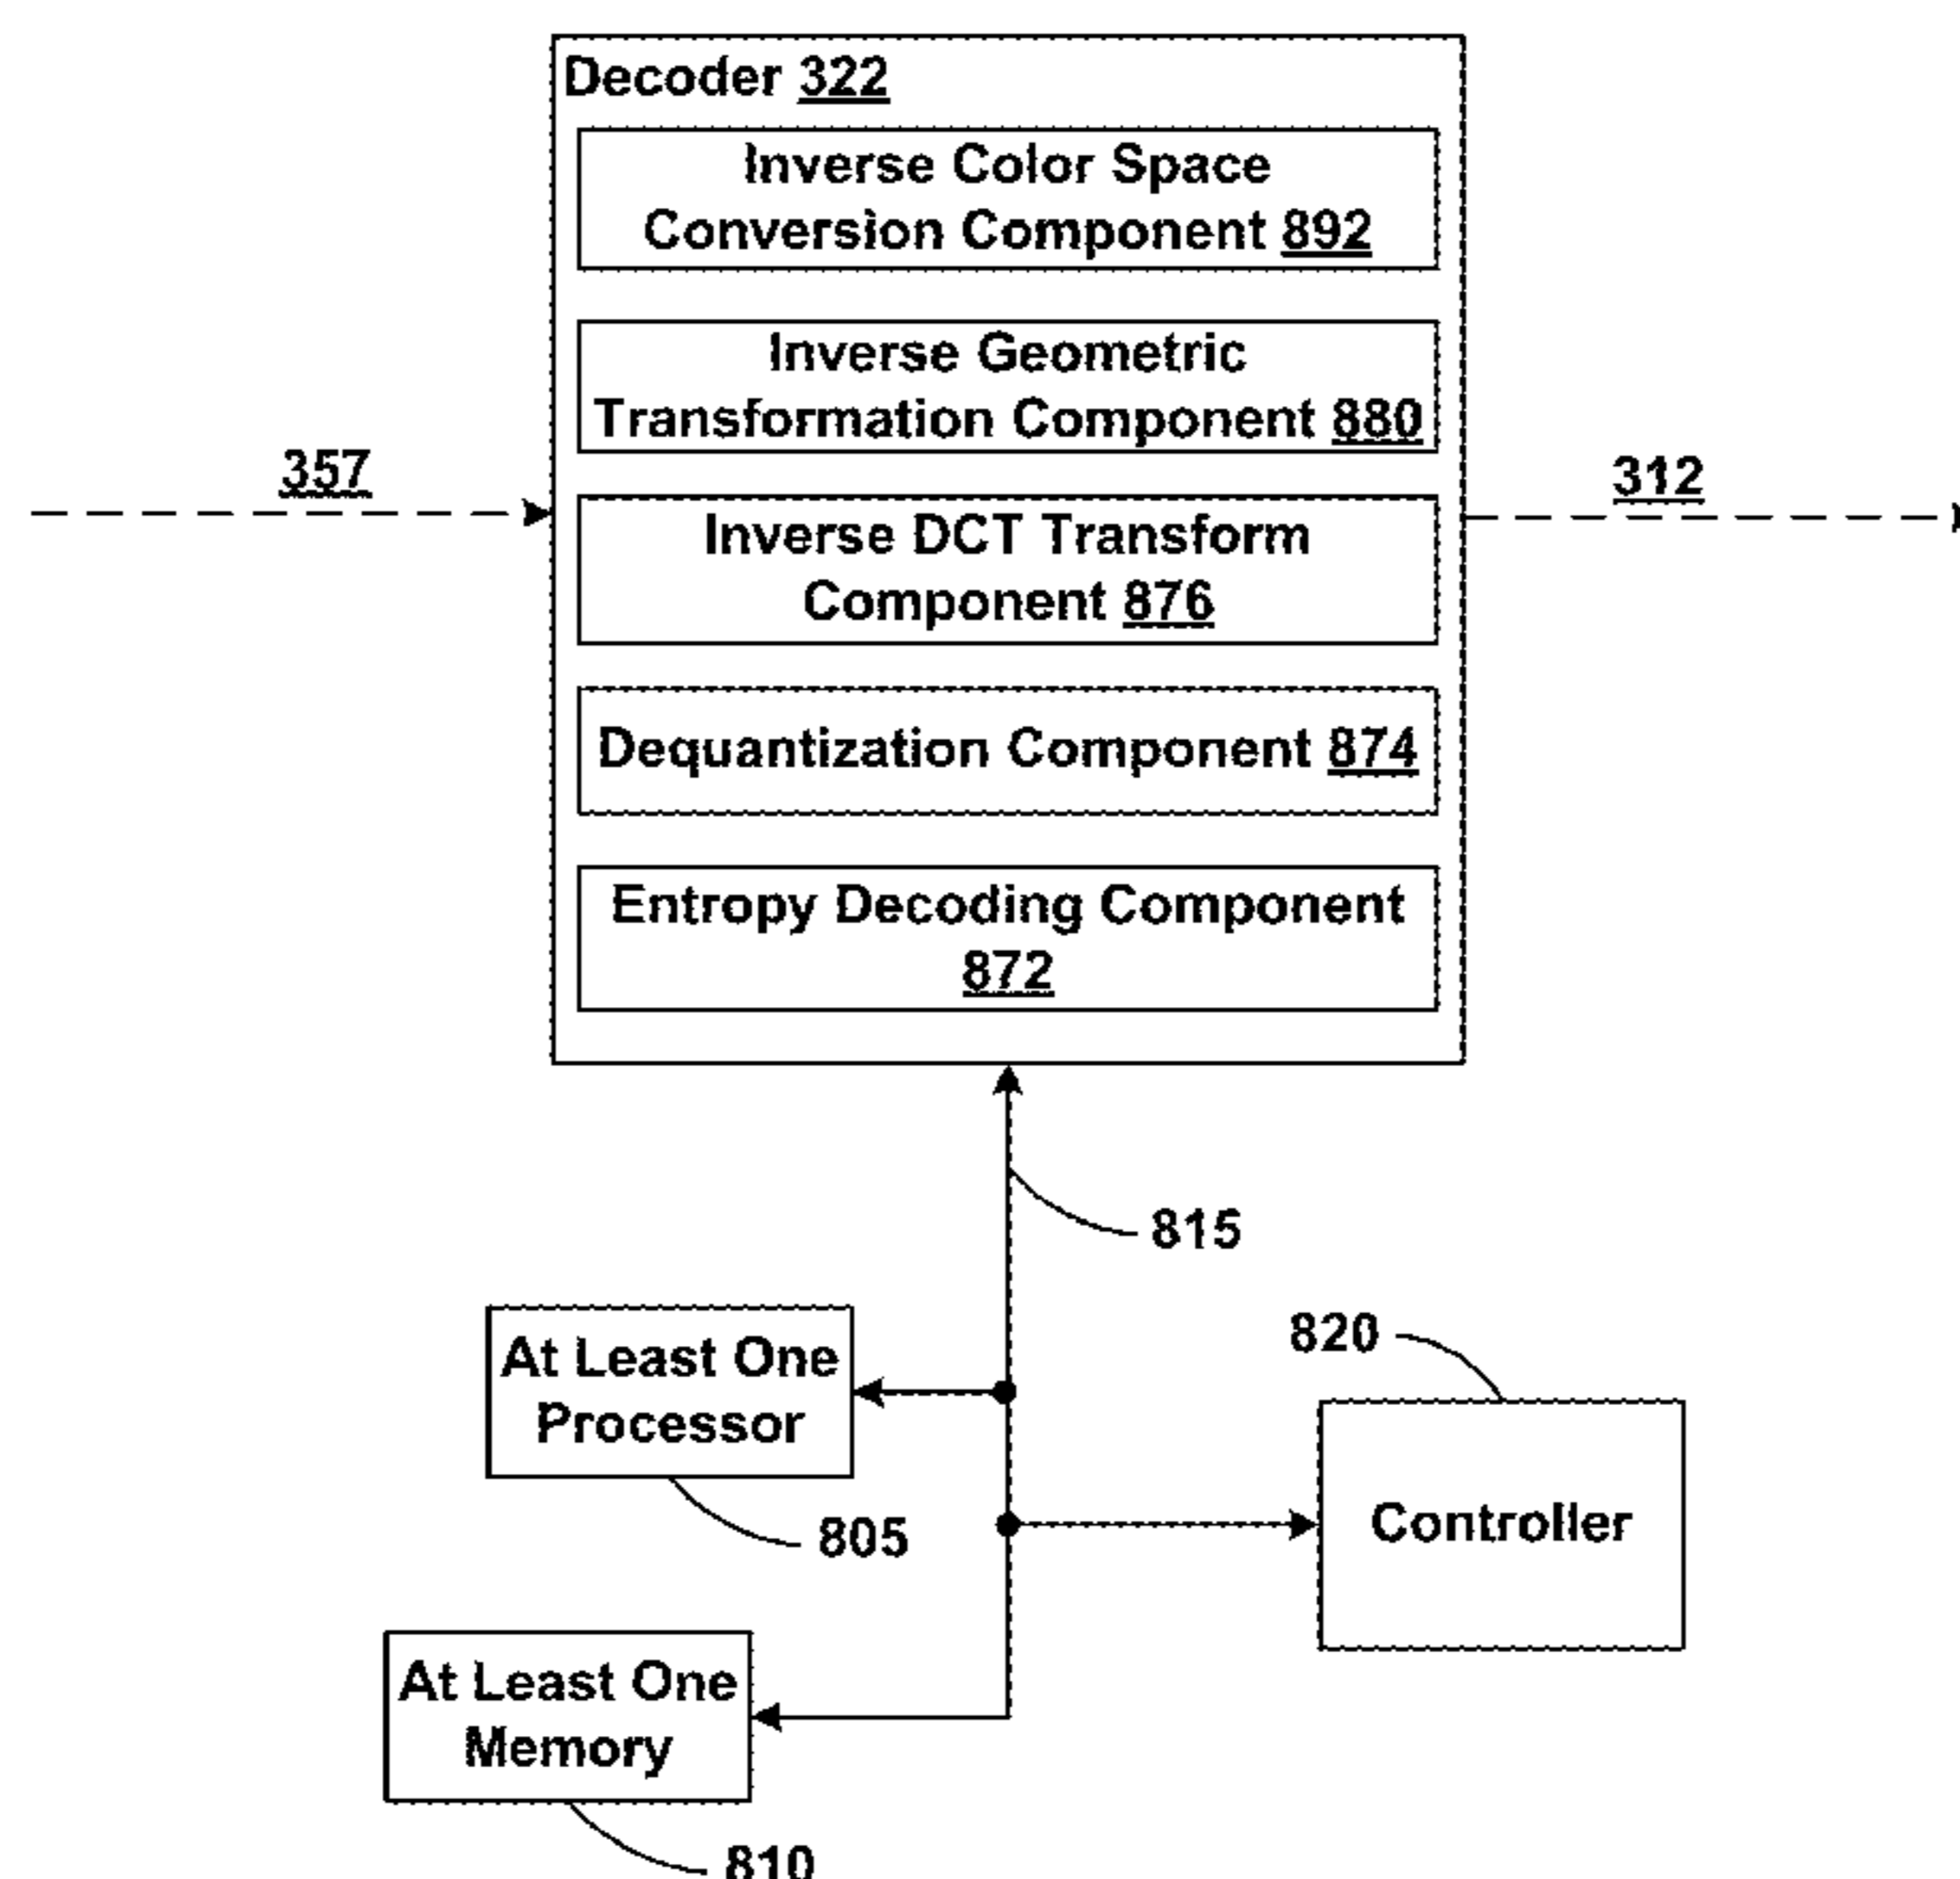 Decoder 322
Inverse Color Space
Conversion Component 892
Inverse Geometric
Transformation Component 880
357
312
Inverse DCT Transform
Component 876
Dequantization Component 874
Entropy Decoding Component
872
815
820
At Least One
Processor
805
Controller
At Least One
Memory
810